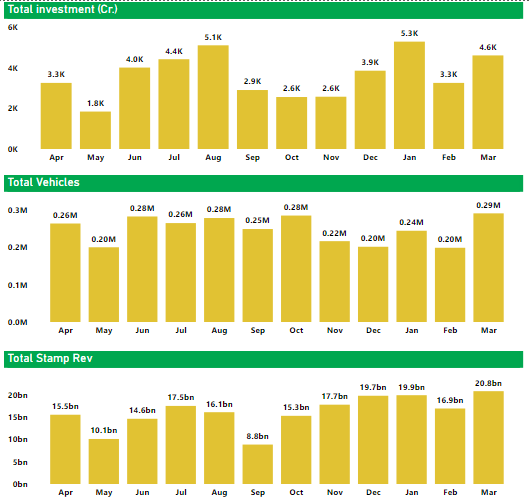 Total investment (Cr.)
6K
4K
2K
0K
3.3K 1.8K 4.0K 4.4K 5.1K 2.9K 2.6K 2.6K 3.9K 5.3K 3.3K 4.6K
Apr May Jun Jul Aug Sep Oct Nov Dec Jan Feb Mar
Total Vehicles
0.3M
0.2M
0.1M
0.0M
0.26M 0.20M 0.28M 0.26M 0.28M 0.25M 0.28M 0.22M 0.20M 0.24M 0.20M 0.29M
Apr May Jun Jul Aug Sep Oct Nov Dec Jan Feb Mar
Total Stamp Rev
20bn
15bn
10bn
5bn
0bn
15.5bn 10.1bn 14.6bn 17.5bn 16.1bn 8.8bn 15.3bn 17.7bn 19.7bn 19.9bn 16.9bn 20.8bn
Apr May Jun Jul Aug Sep Oct Nov Dec Jan Feb Mar